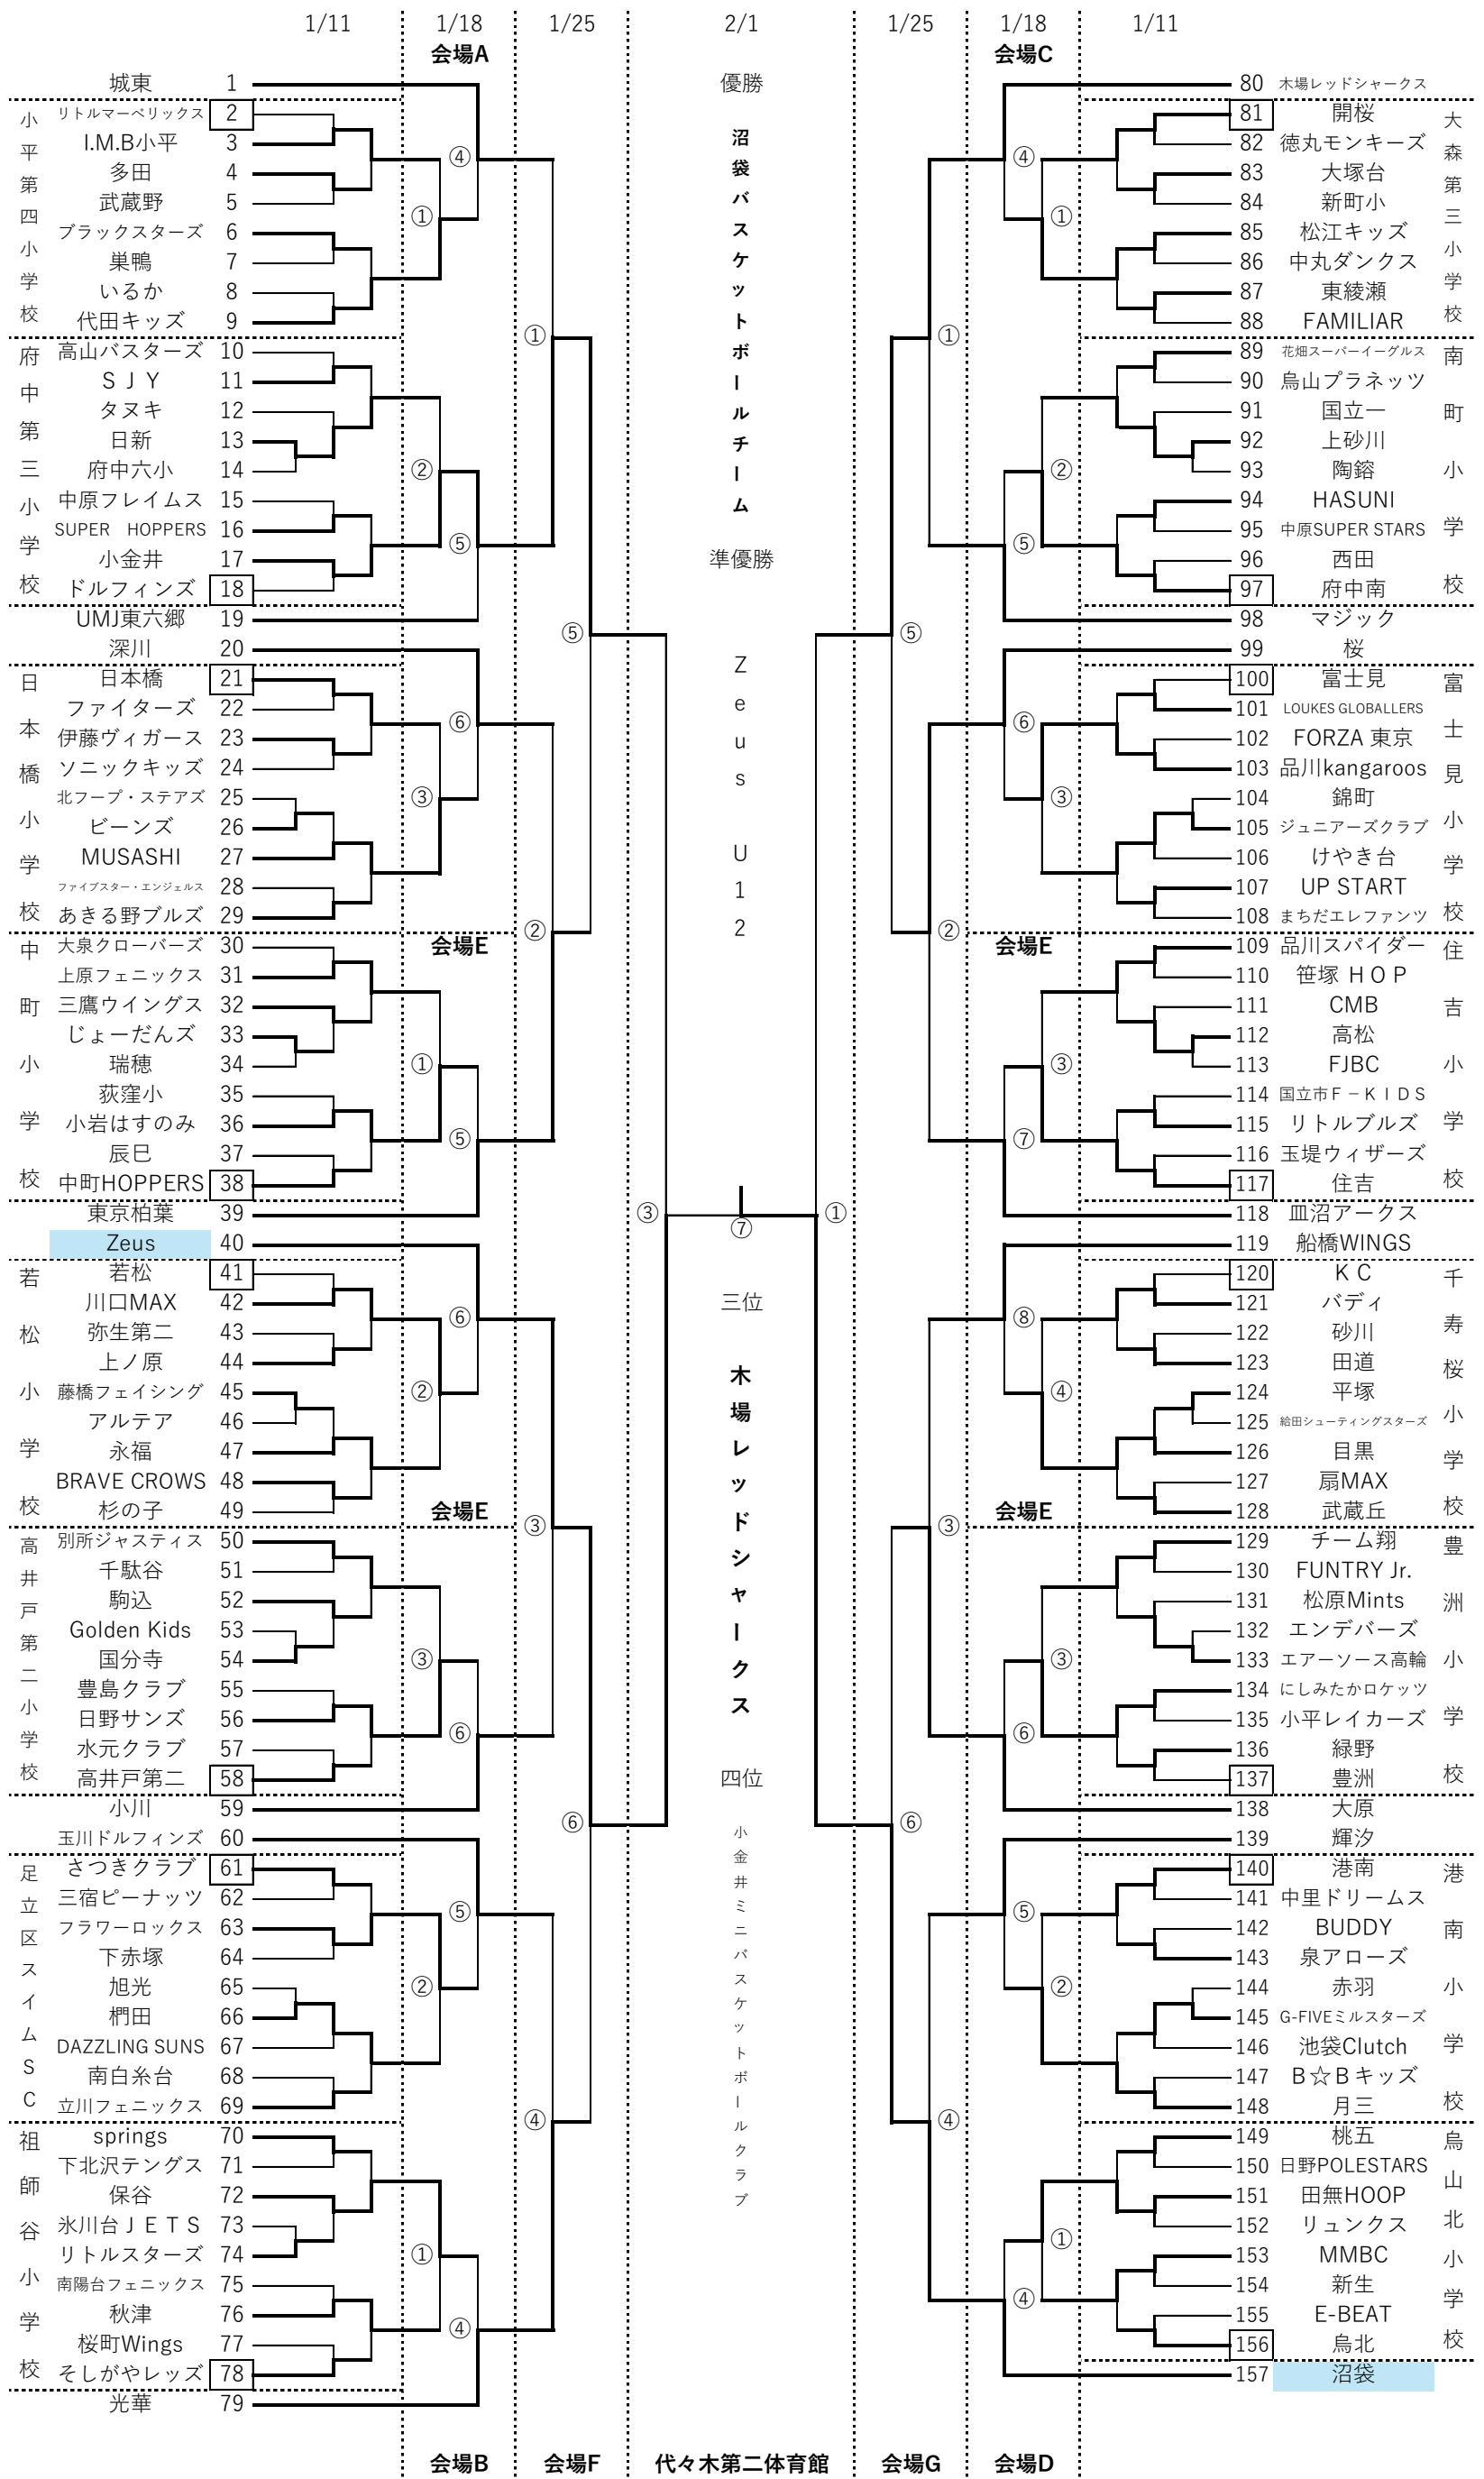 1/11 1/18 1/25 2/1 1/25 1/18 1/11
会場A 会場C
城東 1
リトルマーベリックス 2
I.M.B小平 3
多田 4
武蔵野 5
ブラックスターズ 6
巣鴨 7
いるか 8
代田キッズ 9
小平第四小学校
高山バスターズ 10
ＳＪＹ 11
タヌキ 12
日新 13
府中六小 14
中原フレイムス 15
SUPER HOPPERS 16
小金井 17
ドルフィンズ 18
府中第三小学校
UMJ東六郷 19
深川 20
日本橋 21
ファイターズ 22
伊藤ヴィガース 23
ソニックキッズ 24
北フープ・ステアズ 25
ビーンズ 26
MUSASHI 27
ファイブスター・エンジェルス 28
あきる野ブルズ 29
日本橋小学校
会場E
大泉クローバーズ 30
上原フェニックス 31
三鷹ウイングス 32
じょーだんズ 33
瑞穂 34
荻窪小 35
小岩はすのみ 36
辰巳 37
中町HOPPERS 38
中町小学校
東京柏葉 39
Zeus 40
若松 41
川口MAX 42
弥生第二 43
上ノ原 44
藤橋フェイシング 45
アルテア 46
永福 47
BRAVE CROWS 48
杉の子 49
若松小学校
会場E
別所ジャスティス 50
千駄谷 51
駒込 52
Golden Kids 53
国分寺 54
豊島クラブ 55
日野サンズ 56
水元クラブ 57
高井戸第二 58
高井戸第二小学校
小川 59
玉川ドルフィンズ 60
さつきクラブ 61
三宿ピーナッツ 62
フラワーロックス 63
下赤塚 64
旭光 65
椚田 66
DAZZLING SUNS 67
南白糸台 68
立川フェニックス 69
足立区スイムSC
springs 70
下北沢テングス 71
保谷 72
氷川台ＪＥＴＳ 73
リトルスターズ 74
南陽台フェニックス 75
秋津 76
桜町Wings 77
そしがやレッズ 78
祖師谷小学校
光華 79
④
①
②
⑤
①
⑥
③
②
①
⑤
⑤
⑥
②
③
③
⑥
⑤
②
④
①
④
⑥
③
優勝
沼袋バスケットボールチーム
準優勝
Zeus U12
⑦
三位
木場レッドシャークス
四位
小金井ミニバスケットボールクラブ
①
⑤
⑥
①
②
③
④
④
①
②
⑤
⑥
③
③
⑦
⑧
④
③
⑥
⑤
②
①
④
80 木場レッドシャークス
81 開桜
82 徳丸モンキーズ
83 大塚台
84 新町小
85 松江キッズ
86 中丸ダンクス
87 東綾瀬
88 FAMILIAR
大森第三小学校
89 花畑スーパーイーグルス
90 烏山プラネッツ
91 国立一
92 上砂川
93 陶鎔
94 HASUNI
95 中原SUPER STARS
96 西田
97 府中南
南町小学校
98 マジック
99 桜
100 富士見
101 LOUKES GLOBALLERS
102 FORZA 東京
103 品川kangaroos
104 錦町
105 ジュニアーズクラブ
106 けやき台
107 UP START
108 まちだエレファンツ
富士見小学校
会場E
109 品川スパイダー
110 笹塚ＨＯＰ
111 CMB
112 高松
113 FJBC
114 国立市Ｆ－ＫＩＤＳ
115 リトルブルズ
116 玉堤ウィザーズ
117 住吉
住吉小学校
118 皿沼アークス
119 船橋WINGS
120 ＫＣ
121 バディ
122 砂川
123 田道
124 平塚
125 給田シューティングスターズ
126 目黒
127 扇MAX
128 武蔵丘
千寿桜小学校
会場E
129 チーム翔
130 FUNTRY Jr.
131 松原Mints
132 エンデバーズ
133 エアーソース高輪
134 にしみたかロケッツ
135 小平レイカーズ
136 緑野
137 豊洲
豊洲小学校
138 大原
139 輝汐
140 港南
141 中里ドリームス
142 BUDDY
143 泉アローズ
144 赤羽
145 G-FIVEミルスターズ
146 池袋Clutch
147 B☆Bキッズ
148 月三
港南小学校
149 桃五
150 日野POLESTARS
151 田無HOOP
152 リュンクス
153 MMBC
154 新生
155 E-BEAT
156 烏北
烏山北小学校
157 沼袋
会場B 会場F 代々木第二体育館 会場G 会場D